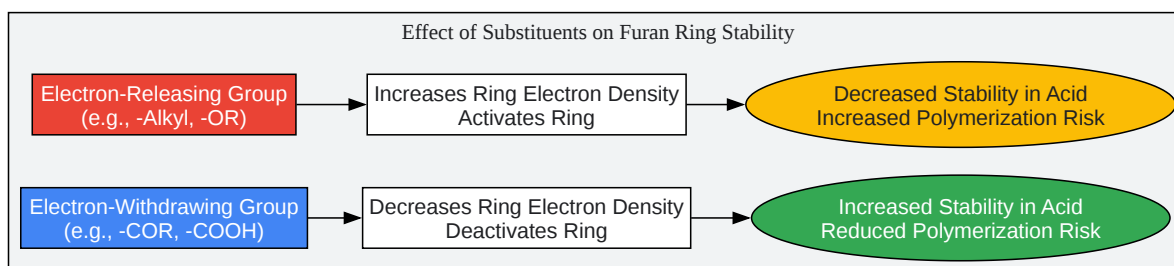 Effect of Substituents on Furan Ring Stability
Electron-Releasing Group
(e.g., -Alkyl, -OR)
Increases Ring Electron Density
Activates Ring
Decreased Stability in Acid
Increased Polymerization Risk
Electron-Withdrawing Group
(e.g., -COR, -COOH)
Decreases Ring Electron Density
Deactivates Ring
Increased Stability in Acid
Reduced Polymerization Risk